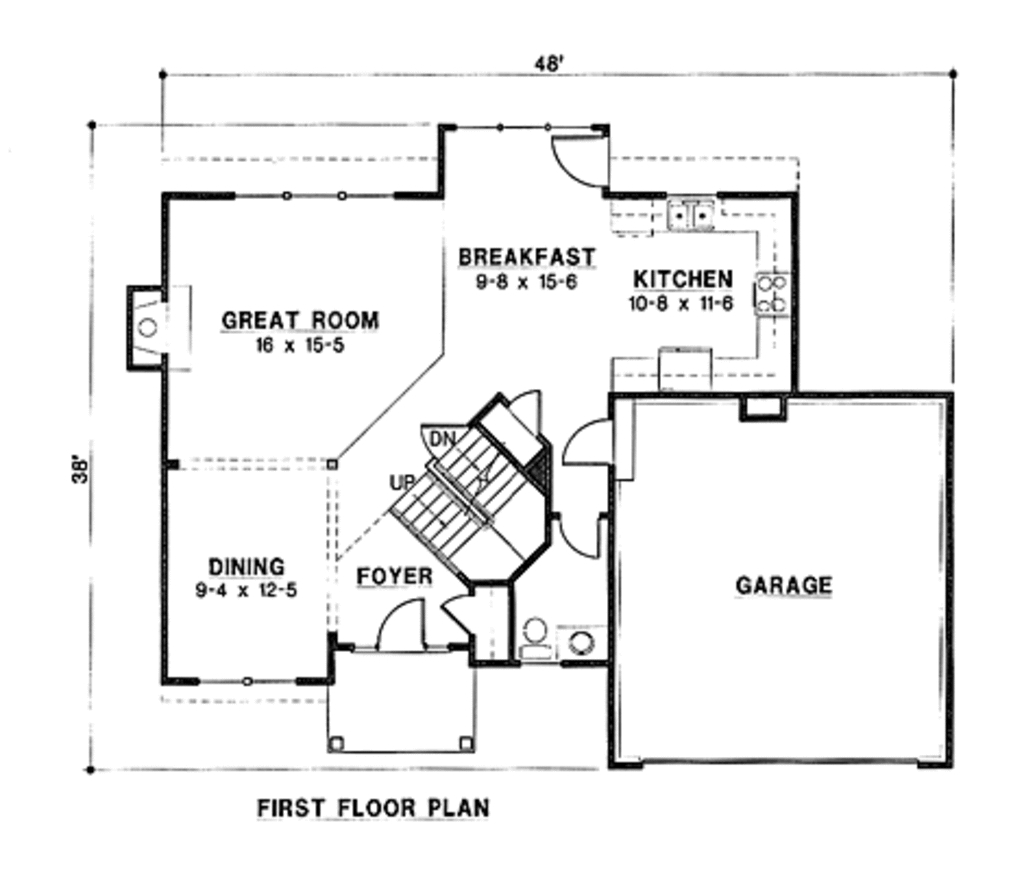 48'
BREAKFAST
9-8 x 15-6
KITCHEN
10-8 x 11-6
GREAT ROOM
16 x 15-5
DN
38'
UP
DINING
9-4 x 12-5
FOYER
GARAGE
FIRST FLOOR PLAN